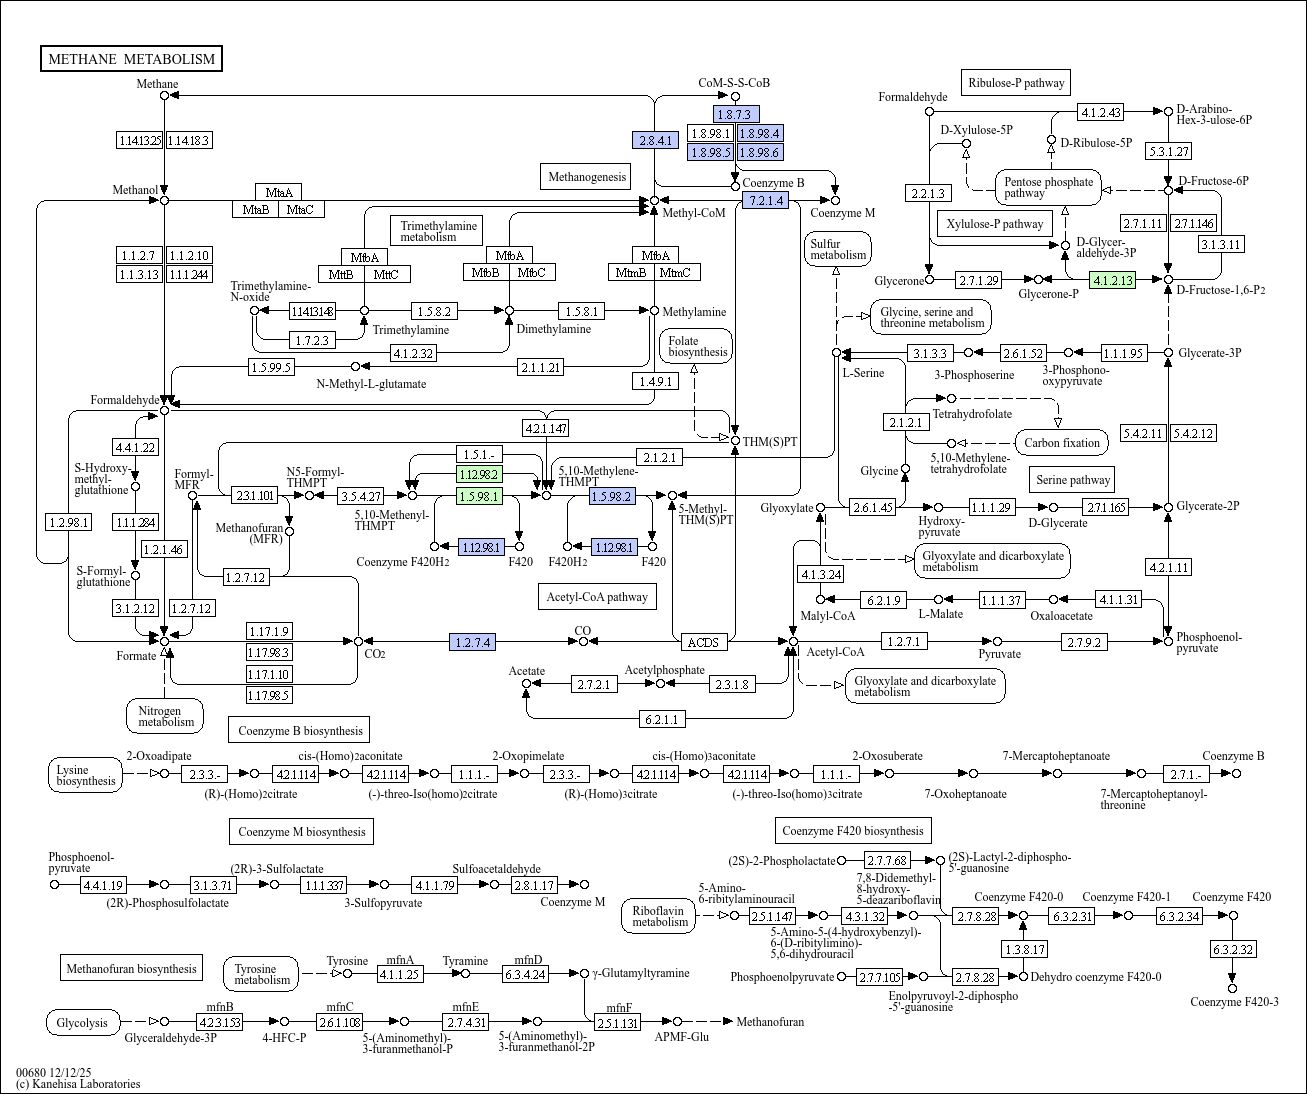 METHANE METABOLISM
Methane
CoM-S-S-CoB
Ribulose-P pathway
Formaldehyde
4.1.2.43
D-Arabino-
Hex-3-ulose-6P
1.8.7.3
D-Xylulose-5P
D-Ribulose-5P
1.14.13.25
1.14.18.3
2.8.4.1
1.8.98.1
1.8.98.4
1.8.98.5
1.8.98.6
5.3.1.27
Methanogenesis
Coenzyme B
Pentose phosphate
pathway
D-Fructose-6P
Methanol
MtaA
MtaB
MtaC
Methyl-CoM
7.2.1.4
Coenzyme M
2.2.1.3
Xylulose-P pathway
2.7.1.11
2.7.1.146
3.1.3.11
Trimethylamine
metabolism
Sulfur
metabolism
D-Glycer-
aldehyde-3P
1.1.2.7
1.1.2.10
1.1.3.13
1.1.1.244
MfbA
MttB
MttC
MfbA
MfbB
MfbC
MfbA
MtmB
MtmC
Glycerone
2.7.1.29
Glycerone-P
4.1.2.13
D-Fructose-1,6-P2
Trimethylamine-
N-oxide
1.14.13.148
Trimethylamine
1.5.8.2
Dimethylamine
1.5.8.1
Methylamine
Glycine, serine and
threonine metabolism
1.7.2.3
4.1.2.32
Folate
biosynthesis
1.5.99.5
N-Methyl-L-glutamate
2.1.1.21
1.4.9.1
L-Serine
3.1.3.3
3-Phosphoserine
2.6.1.52
3-Phosphono-
oxypyruvate
1.1.1.95
Glycerate-3P
Formaldehyde
4.2.1.147
THM(S)PT
2.1.2.1
2.1.2.1
Tetrahydrofolate
Carbon fixation
5,10-Methylene-
tetrahydrofolate
5.4.2.11
5.4.2.12
4.4.1.22
S-Hydroxy-
methyl-
glutathione
Formyl-
MFR
2.3.1.101
N5-Formyl-
THMPT
3.5.4.27
1.5.1.-
1.12.98.2
1.5.98.1
5,10-Methenyl-
THMPT
5,10-Methylene-
THMPT
1.5.98.2
5-Methyl-
THM(S)PT
Glycine
Serine pathway
Glyoxylate
2.6.1.45
Hydroxy-
pyruvate
1.1.1.29
D-Glycerate
2.7.1.165
Glycerate-2P
1.2.98.1
1.1.1.284
Methanofuran
(MFR)
1.2.1.46
Coenzyme F420H2
1.12.98.1
F420
F420H2
1.12.98.1
F420
Glyoxylate and dicarboxylate
metabolism
S-Formyl-
glutathione
1.2.7.12
4.1.3.24
4.2.1.11
3.1.2.12
1.2.7.12
Acetyl-CoA pathway
Malyl-CoA
6.2.1.9
L-Malate
1.1.1.37
Oxaloacetate
4.1.1.31
Formate
1.17.1.9
1.17.98.3
1.17.1.10
1.17.98.5
CO2
1.2.7.4
CO
ACDS
Acetyl-CoA
1.2.7.1
Pyruvate
2.7.9.2
Phosphoenol-
pyruvate
Acetate
2.7.2.1
Acetylphosphate
2.3.1.8
Glyoxylate and dicarboxylate
metabolism
Nitrogen
metabolism
6.2.1.1
Coenzyme B biosynthesis
Lysine
biosynthesis
2-Oxoadipate
2.3.3.-
(R)-(Homo)2citrate
4.2.1.114
cis-(Homo)2aconitate
4.2.1.114
(-)-threo-Iso(homo)2citrate
1.1.1.-
2-Oxopimelate
2.3.3.-
(R)-(Homo)3citrate
4.2.1.114
cis-(Homo)3aconitate
4.2.1.114
(-)-threo-Iso(homo)3citrate
1.1.1.-
2-Oxosuberate
7-Oxoheptanoate
7-Mercaptoheptanoate
7-Mercaptoheptanoyl-
threonine
2.7.1.-
Coenzyme B
Coenzyme M biosynthesis
Phosphoenol-
pyruvate
4.4.1.19
(2R)-Phosphosulfolactate
3.1.3.71
(2R)-3-Sulfolactate
1.1.1.337
3-Sulfopyruvate
4.1.1.79
Sulfoacetaldehyde
2.8.1.17
Coenzyme M
Coenzyme F420 biosynthesis
(2S)-2-Phospholactate
2.7.7.68
(2S)-Lactyl-2-diphospho-
5'-guanosine
Riboflavin
metabolism
5-Amino-
6-ribitylaminouracil
2.5.1.147
5-Amino-5-(4-hydroxybenzyl)-
6-(D-ribitylimino)-
5,6-dihydrouracil
4.3.1.32
7,8-Didemethyl-
8-hydroxy-
5-deazariboflavin
2.7.8.28
Coenzyme F420-0
6.3.2.31
Coenzyme F420-1
6.3.2.34
Coenzyme F420
1.3.8.17
6.3.2.32
Phosphoenolpyruvate
2.7.7.105
Enolpyruvoyl-2-diphospho
-5'-guanosine
2.7.8.28
Dehydro coenzyme F420-0
Coenzyme F420-3
Methanofuran biosynthesis
Tyrosine
metabolism
Tyrosine
mfnA
4.1.1.25
Tyramine
mfnD
6.3.4.24
γ-Glutamyltyramine
Glycolysis
Glyceraldehyde-3P
mfnB
4.2.3.153
4-HFC-P
mfnC
2.6.1.108
5-(Aminomethyl)-
3-furanmethanol-P
mfnE
2.7.4.31
5-(Aminomethyl)-
3-furanmethanol-2P
mfnF
2.5.1.131
APMF-Glu
Methanofuran
00680 12/12/25
(c) Kanehisa Laboratories